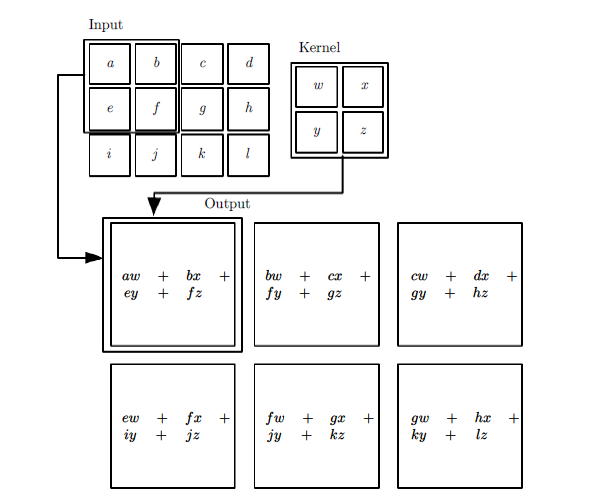 Input
Kernel
a b c d
w x
e f g h
y z
i j k l
Output
aw + bx +
ey + fz
bw + cx +
fy + gz
cw + dx +
gy + hz
ew + fx +
iy + jz
fw + gx +
jy + kz
gw + hx +
ky + lz